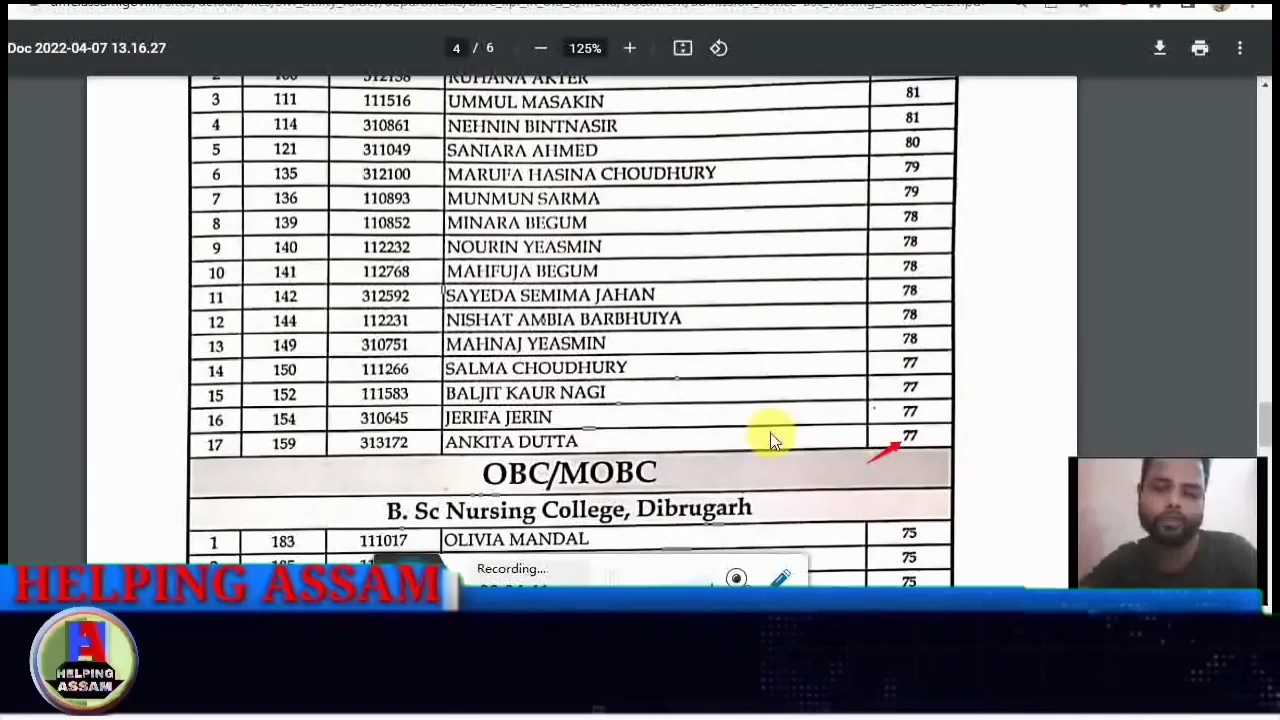 Doc 2022-04-07 13.16.27 4 / 6 125%
2 312138 RUHANA AKTER
3 111 111516 UMMUL MASAKIN 81
4 114 310861 NEHNIN BINTNASIR 81
5 121 311049 SANIARA AHMED 80
6 135 312100 MARUFA HASINA CHOUDHURY 79
7 136 110893 MUNMUN SARMA 79
8 139 110852 MINARA BEGUM 78
9 140 112232 NOURIN YEASMIN 78
10 141 112768 MAHFUJA BEGUM 78
11 142 312592 SAYEDA SEMIMA JAHAN 78
12 144 112231 NISHAT AMBIA BARBHUIYA 78
13 149 310751 MAHNAJ YEASMIN 78
14 150 111266 SALMA CHOUDHURY 77
15 152 111583 BALJIT KAUR NAGI 77
16 154 310645 JERIFA JERIN 77
17 159 313172 ANKITA DUTTA 77
OBC/MOBC
B. Sc Nursing College, Dibrugarh
1 183 111017 OLIVIA MANDAL 75
75
75
Recording...
HELPING ASSAM
HELPING
ASSAM